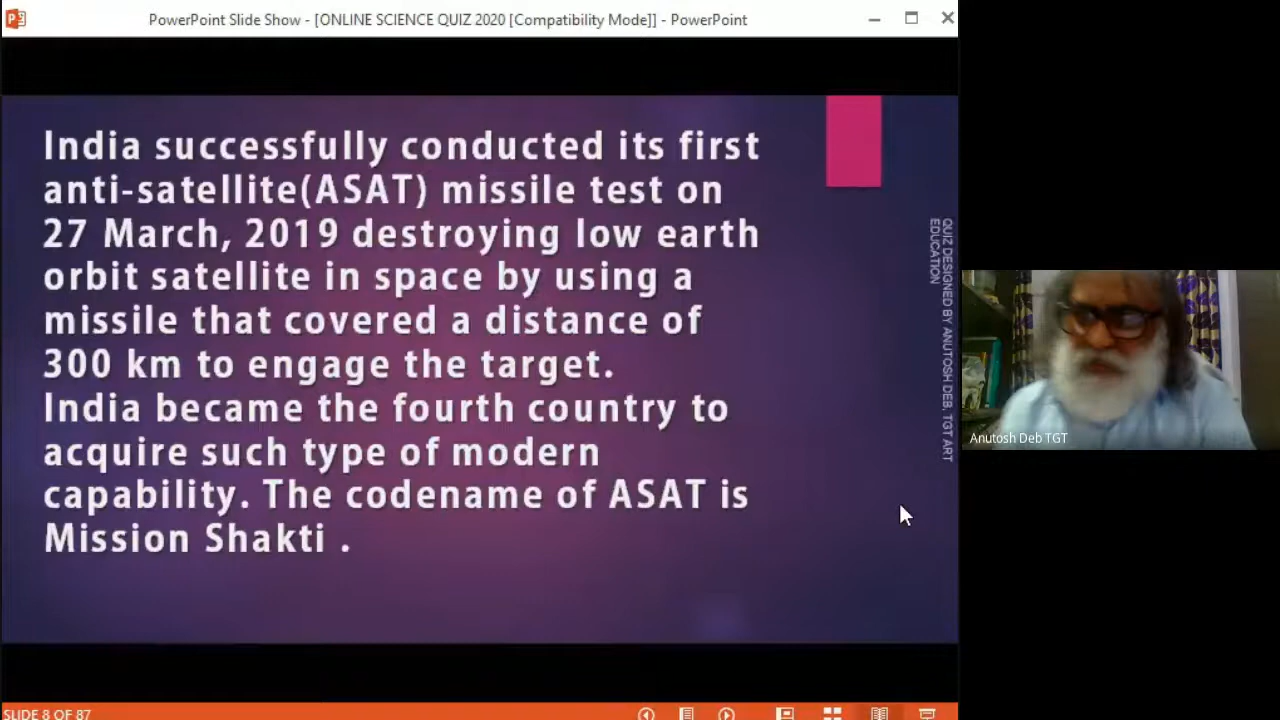 PowerPoint Slide Show - [ONLINE SCIENCE QUIZ 2020 [Compatibility Mode]] - PowerPoint
India successfully conducted its first
anti-satellite(ASAT) missile test on
27 March, 2019 destroying low earth
orbit satellite in space by using a
missile that covered a distance of
300 km to engage the target.
India became the fourth country to
acquire such type of modern
capability. The codename of ASAT is
Mission Shakti .
QUIZ DESIGNED BY ANUTOSH DEB, TGT ART
EDUCATION
Anutosh Deb TGT
SLIDE 8 OF 87